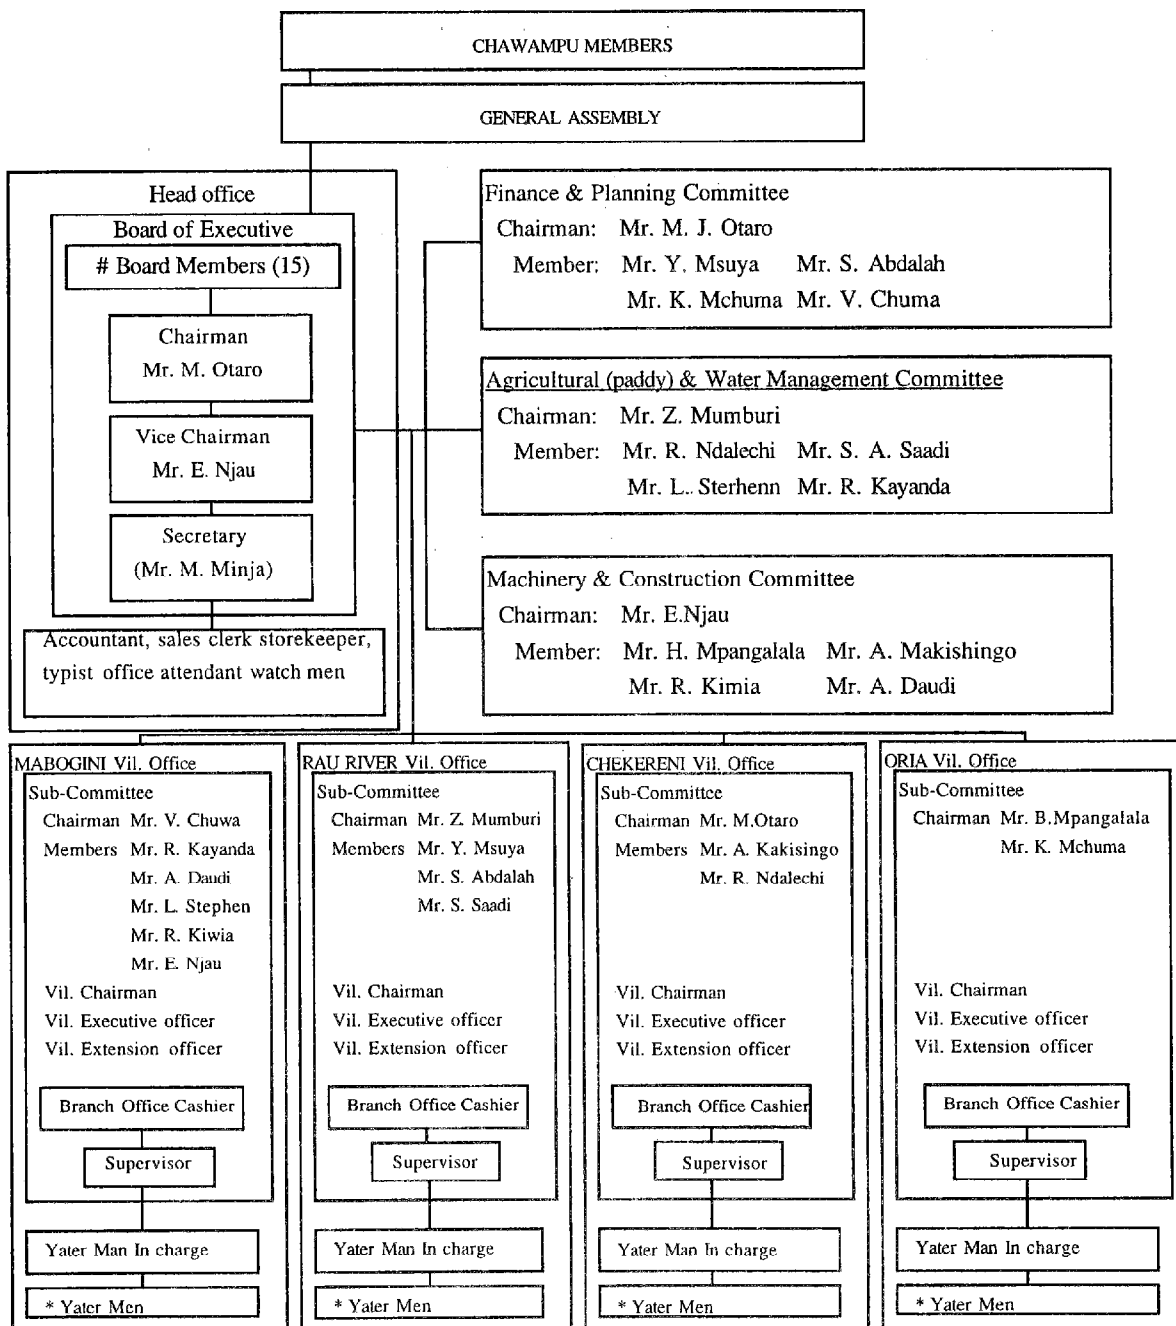 CHAWAMPU MEMBERS
GENERAL ASSEMBLY
Head office
Board of Executive
# Board Members (15)
Chairman
Mr. M. Otaro
Vice Chairman
Mr. E. Njau
Secretary
(Mr. M. Minja)
Accountant, sales clerk storekeeper,
typist office attendant watch men
Finance & Planning Committee
Chairman: Mr. M. J. Otaro
Member: Mr. Y. Msuya Mr. S. Abdalah
Mr. K. Mchuma Mr. V. Chuma
Agricultural (paddy) & Water Management Committee
Chairman: Mr. Z. Mumburi
Member: Mr. R. Ndalechi Mr. S. A. Saadi
Mr. L. Sterhenn Mr. R. Kayanda
Machinery & Construction Committee
Chairman: Mr. E.Njau
Member: Mr. H. Mpangalala Mr. A. Makishingo
Mr. R. Kimia Mr. A. Daudi
MABOGINI Vil. Office
Sub-Committee
Chairman Mr. V. Chuwa
Members Mr. R. Kayanda
Mr. A. Daudi
Mr. L. Stephen
Mr. R. Kiwia
Mr. E. Njau
Vil. Chairman
Vil. Executive officer
Vil. Extension officer
Branch Office Cashier
Supervisor
Yater Man In charge
* Yater Men
RAU RIVER Vil. Office
Sub-Committee
Chairman Mr. Z. Mumburi
Members Mr. Y. Msuya
Mr. S. Abdalah
Mr. S. Saadi
Vil. Chairman
Vil. Executive officer
Vil. Extension officer
Branch Office Cashier
Supervisor
Yater Man In charge
* Yater Men
CHEKERENI Vil. Office
Sub-Committee
Chairman Mr. M.Otaro
Members Mr. A. Kakisingo
Mr. R. Ndalechi
Vil. Chairman
Vil. Executive officer
Vil. Extension officer
Branch Office Cashier
Supervisor
Yater Man In charge
* Yater Men
ORIA Vil. Office
Sub-Committee
Chairman Mr. B.Mpangalala
Mr. K. Mchuma
Vil. Chairman
Vil. Executive officer
Vil. Extension officer
Branch Office Cashier
Supervisor
Yater Man In charge
* Yater Men